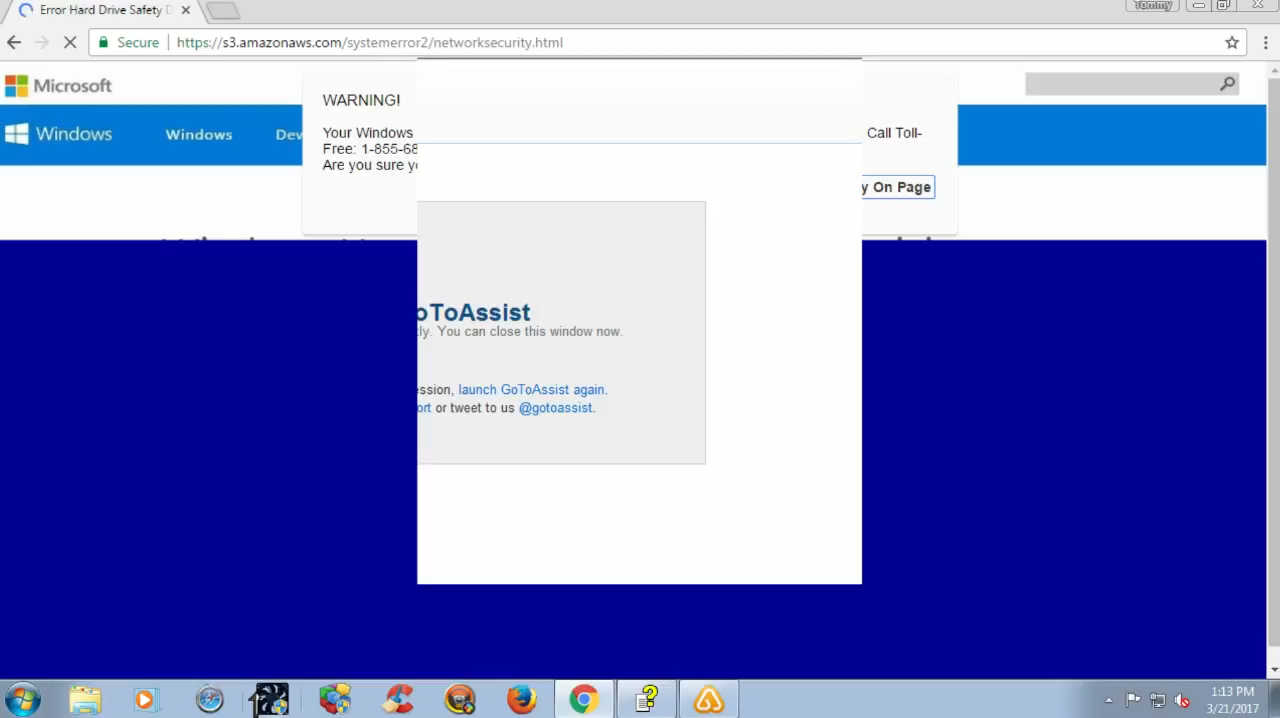 Error Hard Drive Safety D
Tommy
Secure
https://s3.amazonaws.com/systemerror2/networksecurity.html
Microsoft
WARNING!
Windows
Windows
Dev
Your Windows
Call Toll-
Free: 1-855-68
Are you sure yo
y On Page
oToAssist
tly. You can close this window now.
ession, launch GoToAssist again.
ort or tweet to us @gotoassist.
1:13 PM
3/21/2017